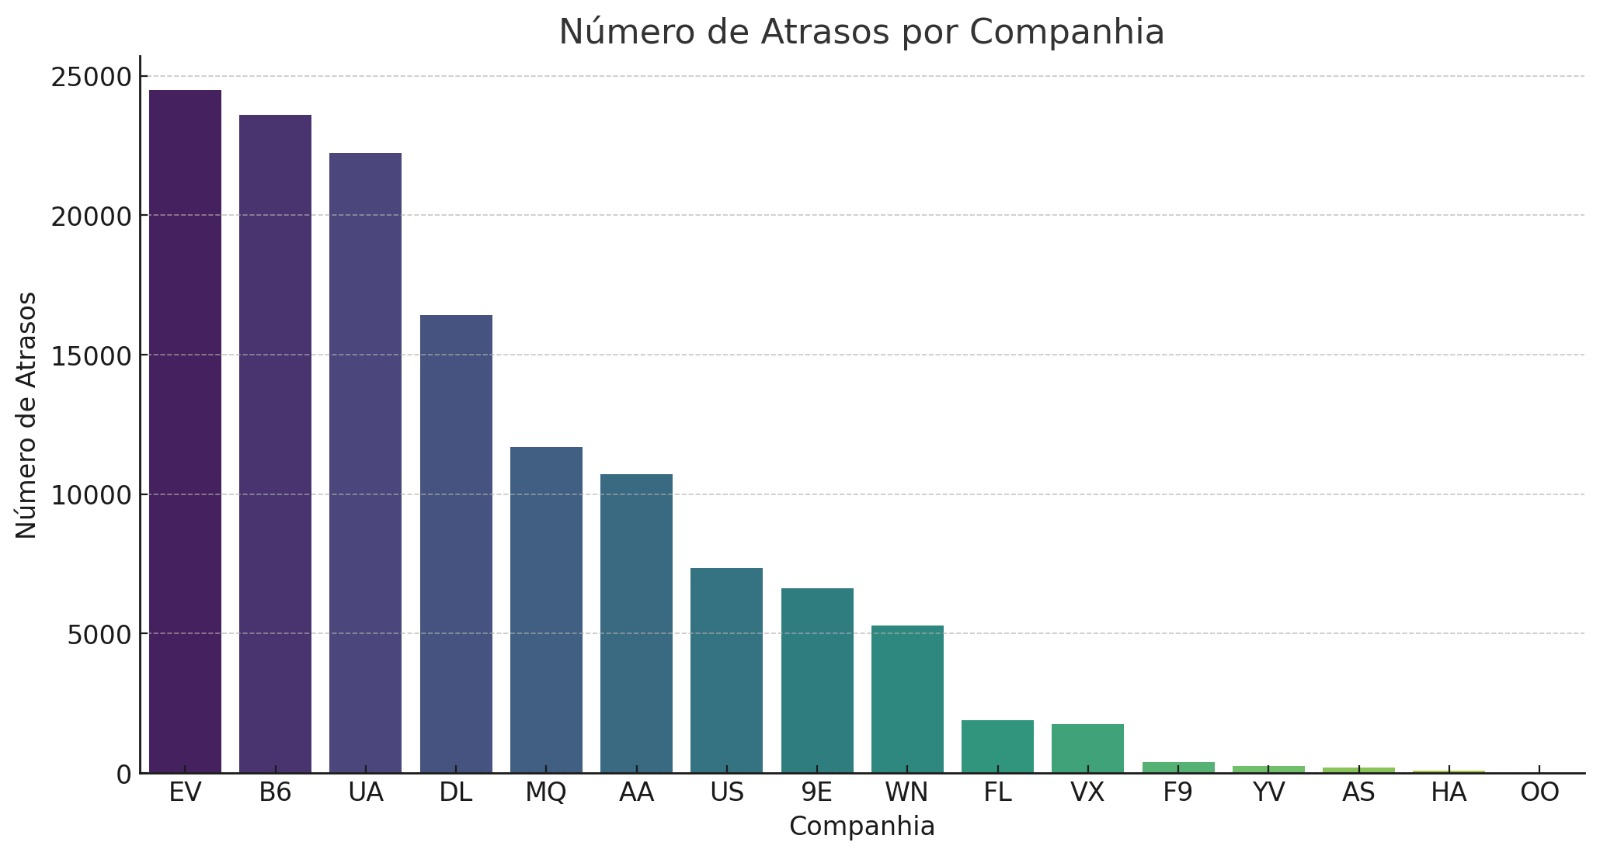 Número de Atrasos por Companhia
25000
20000
15000
10000
5000
0
Número de Atrasos
EV B6 UA DL MQ AA US 9E WN FL VX F9 YV AS HA OO
Companhia